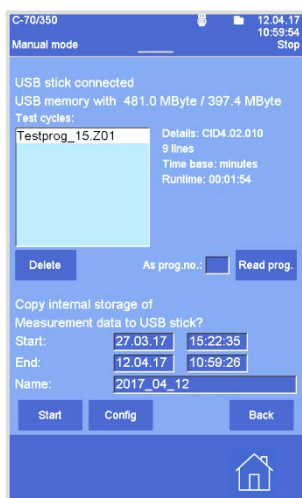 C-70/350 12.04.17
10:59:54
Manual mode Stop
USB stick connected
USB memory with 481.0 MByte / 397.4 MByte
Test cycles:
Testprog_15.Z01 Details: CID4.02.010
9 lines
Time base: minutes
Runtime: 00:01:54
Delete As prog.no.: Read prog.
Copy internal storage of
Measurement data to USB stick?
Start: 27.03.17 15:22:35
End: 12.04.17 10:59:26
Name: 2017_04_12
Start Config Back